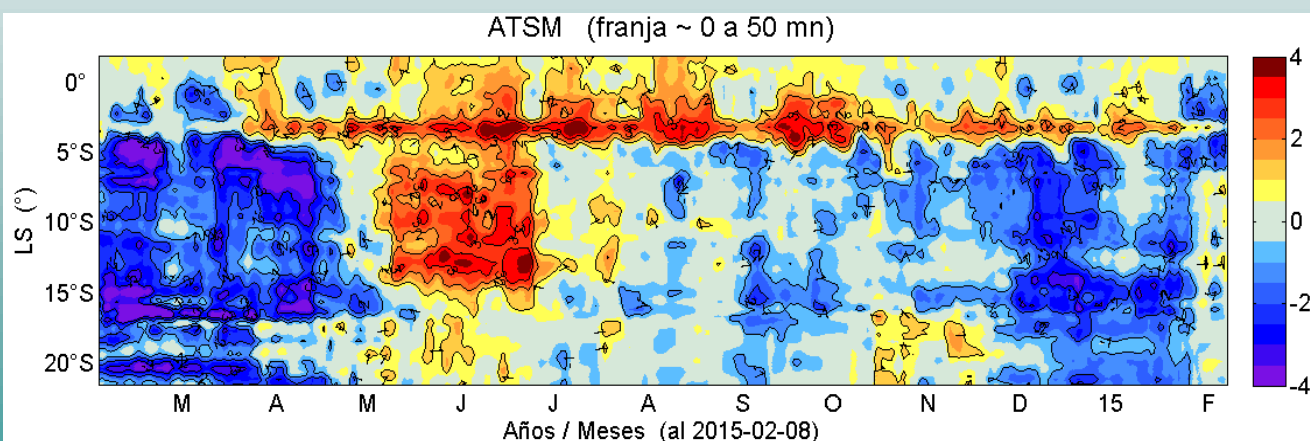 ATSM (franja ~ 0 a 50 mn)
LS (°)
0°
5°S
10°S
15°S
20°S
4
2
0
-2
-4
M A M J J A S O N D 15 F
Años / Meses (al 2015-02-08)